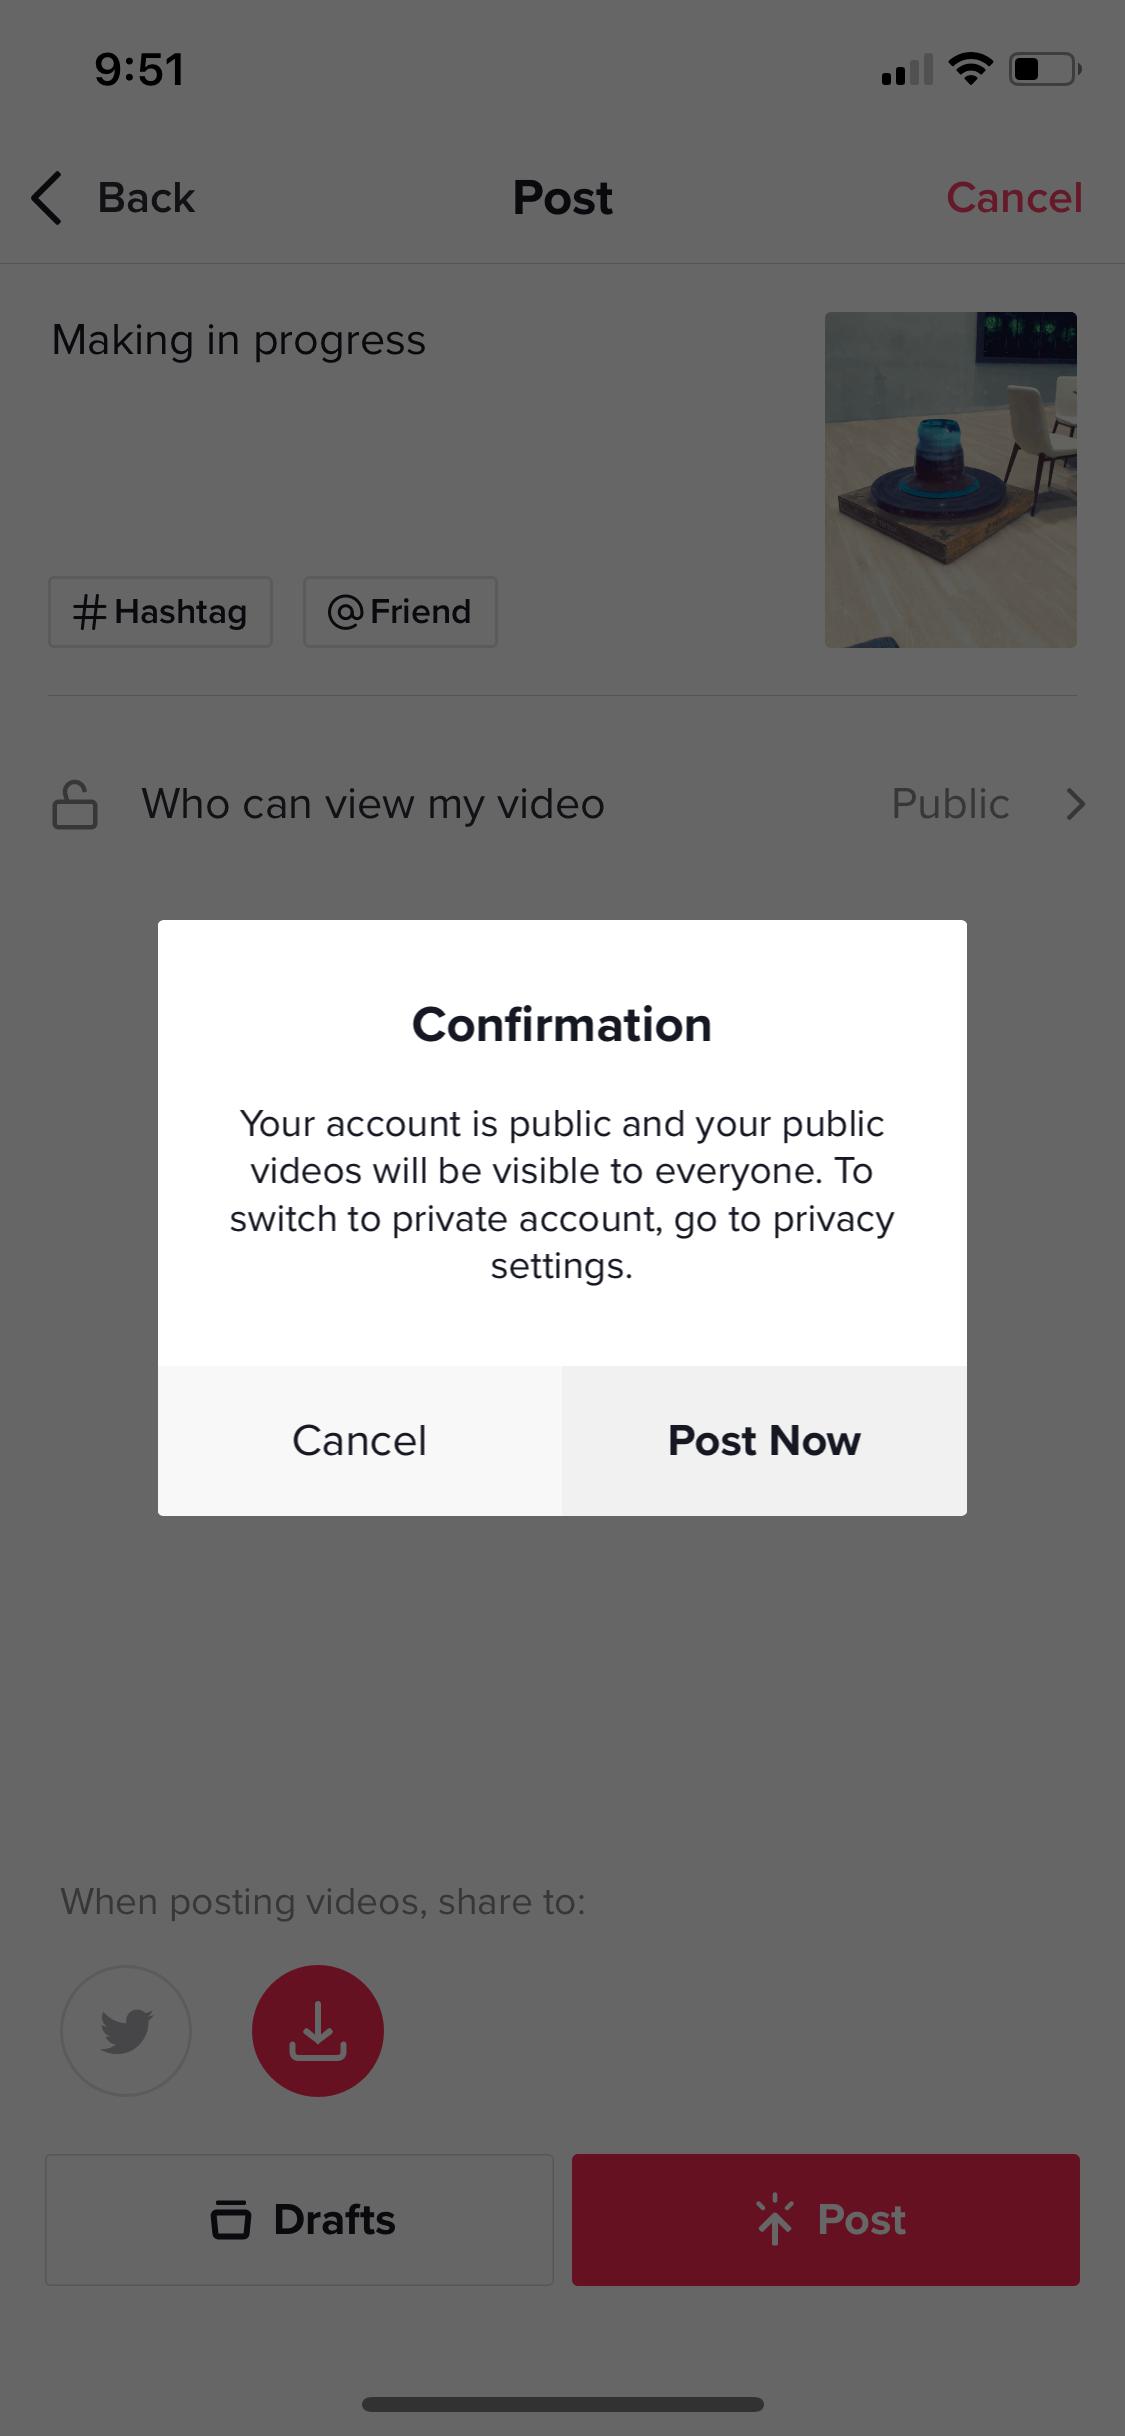 9:51
Back
Post
Cancel
Making in progress
#Hashtag
@Friend
Who can view my video
Public
Confirmation
Your account is public and your public
videos will be visible to everyone. To
switch to private account, go to privacy
settings.
Cancel
Post Now
When posting videos, share to:
Drafts
Post